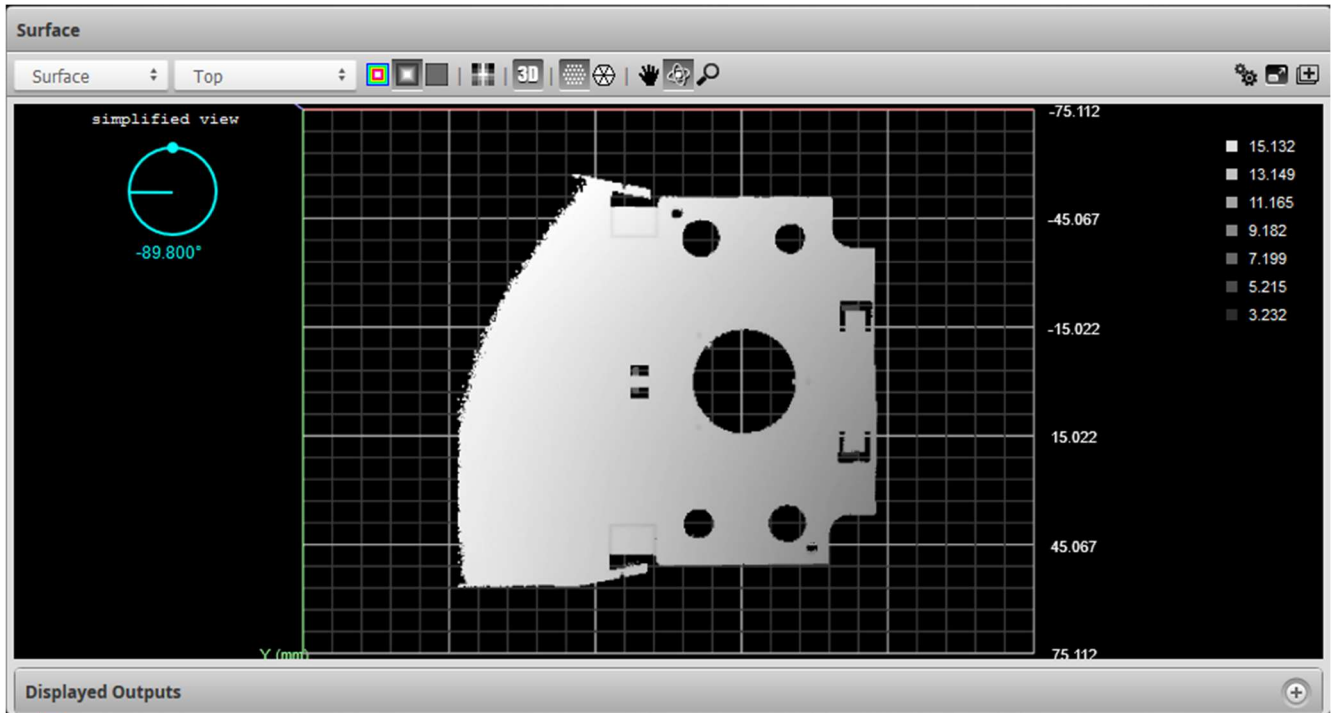 Surface
Surface Top 3D
simplified view
-89.800°
-75.112
-45.067
-15.022
15.022
45.067
75.112
15.132
13.149
11.165
9.182
7.199
5.215
3.232
Y (mm)
Displayed Outputs